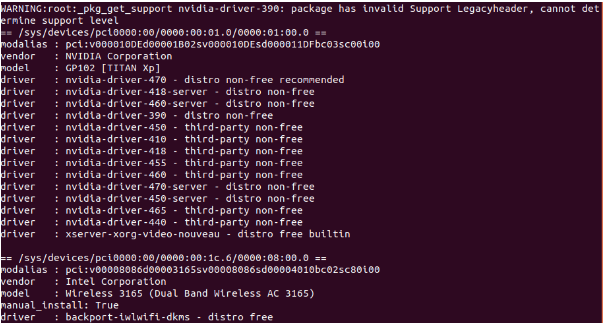 WARNING:root:_pkg_get_support nvidia-driver-390: package has invalid Support Legacyheader, cannot det
ermine support level
== /sys/devices/pci0000:00/0000:00:01.0/0000:01:00.0 ==
modalias : pci:v000010DEd00001B02sv000010DEsd000011DFbc03sc00i00
vendor   : NVIDIA Corporation
model    : GP102 [TITAN Xp]
driver   : nvidia-driver-470 - distro non-free recommended
driver   : nvidia-driver-418-server - distro non-free
driver   : nvidia-driver-460-server - distro non-free
driver   : nvidia-driver-390 - distro non-free
driver   : nvidia-driver-450 - third-party non-free
driver   : nvidia-driver-410 - third-party non-free
driver   : nvidia-driver-418 - third-party non-free
driver   : nvidia-driver-455 - third-party non-free
driver   : nvidia-driver-460 - third-party non-free
driver   : nvidia-driver-470-server - distro non-free
driver   : nvidia-driver-450-server - distro non-free
driver   : nvidia-driver-465 - third-party non-free
driver   : nvidia-driver-440 - third-party non-free
driver   : xserver-xorg-video-nouveau - distro free builtin
== /sys/devices/pci0000:00/0000:00:1c.6/0000:08:00.0 ==
modalias : pci:v00008086d00003165sv00008086sd00004010bc02sc80i00
vendor   : Intel Corporation
model    : Wireless 3165 (Dual Band Wireless AC 3165)
manual_install: True
driver   : backport-iwlwifi-dkms - distro free